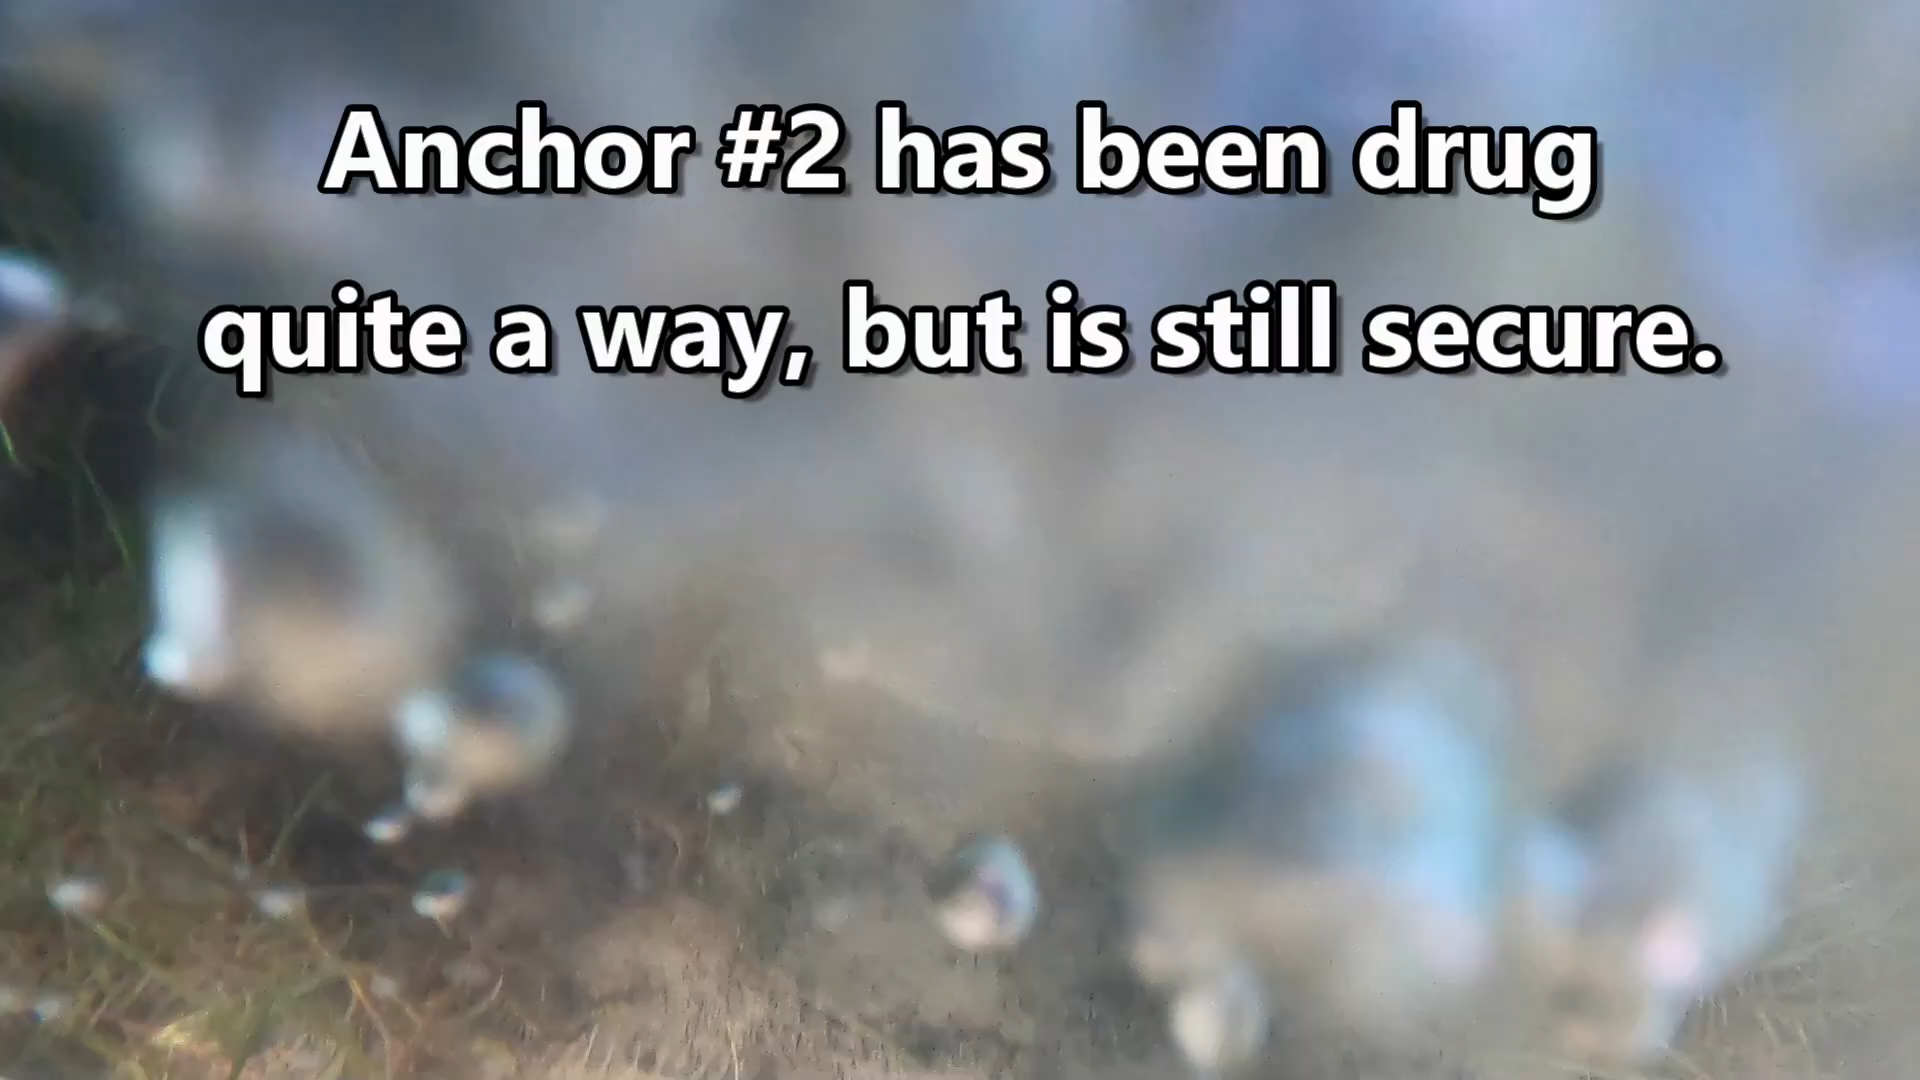 Anchor #2 has been drug
quite a way, but is still secure.